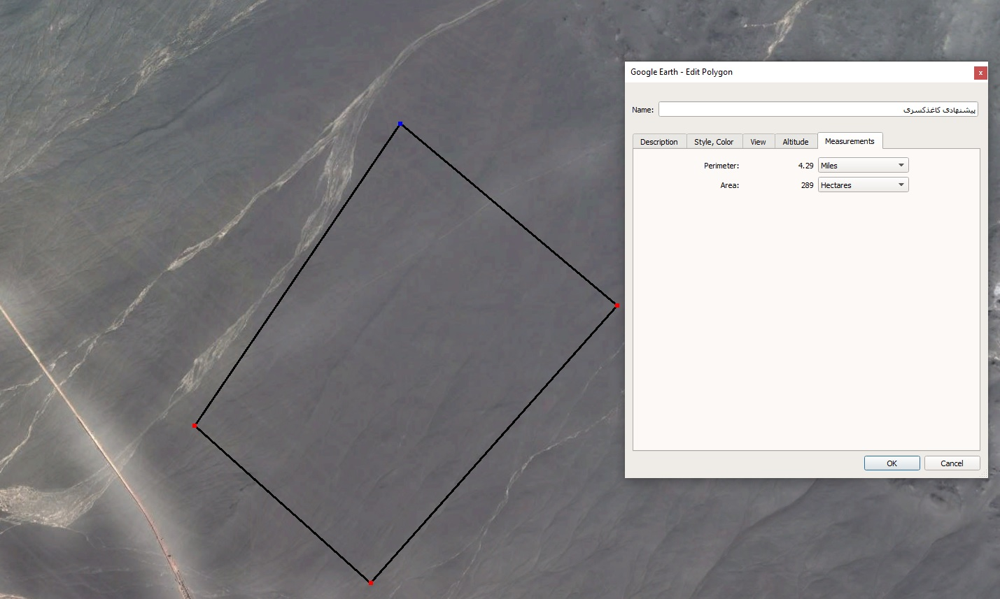 Google Earth - Edit Polygon
x
Name: پیشنهادی کاغذکسری
Description Style, Color View Altitude Measurements
Perimeter: 4.29 Miles
Area: 289 Hectares
OK Cancel